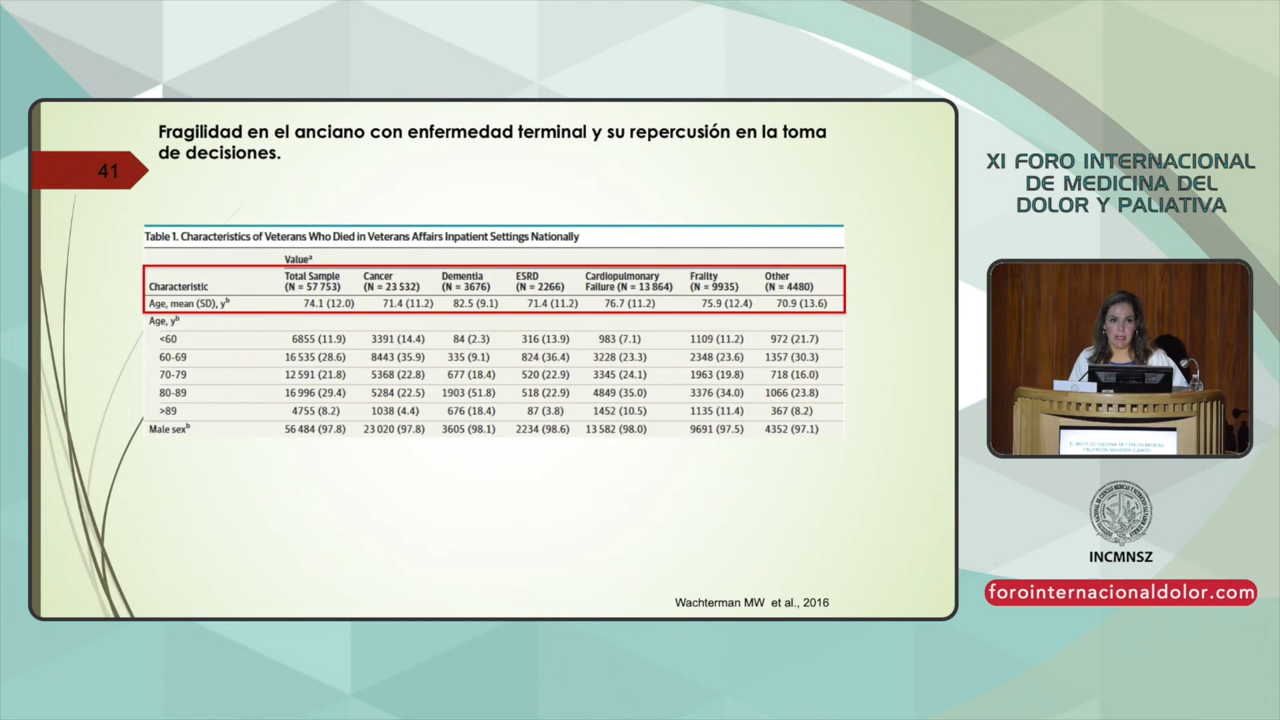 Fragilidad en el anciano con enfermedad terminal y su repercusión en la toma
de decisiones.
41
Table 1. Characteristics of Veterans Who Died in Veterans Affairs Inpatient Settings Nationally
Valueᵃ
Characteristic Total Sample (N = 57 753) Cancer (N = 23 532) Dementia (N = 3676) ESRD (N = 2266) Cardiopulmonary Failure (N = 13 864) Frailty (N = 9935) Other (N = 4480)
Age, mean (SD), yᵇ 74.1 (12.0) 71.4 (11.2) 82.5 (9.1) 71.4 (11.2) 76.7 (11.2) 75.9 (12.4) 70.9 (13.6)
Age, yᵇ
<60 6855 (11.9) 3391 (14.4) 84 (2.3) 316 (13.9) 983 (7.1) 1109 (11.2) 972 (21.7)
60-69 16 535 (28.6) 8443 (35.9) 335 (9.1) 824 (36.4) 3228 (23.3) 2348 (23.6) 1357 (30.3)
70-79 12 591 (21.8) 5368 (22.8) 677 (18.4) 520 (22.9) 3345 (24.1) 1963 (19.8) 718 (16.0)
80-89 16 996 (29.4) 5284 (22.5) 1903 (51.8) 518 (22.9) 4849 (35.0) 3376 (34.0) 1066 (23.8)
>89 4755 (8.2) 1038 (4.4) 676 (18.4) 87 (3.8) 1452 (10.5) 1135 (11.4) 367 (8.2)
Male sexᵇ 56 484 (97.8) 23 020 (97.8) 3605 (98.1) 2234 (98.6) 13 582 (98.0) 9691 (97.5) 4352 (97.1)
Wachterman MW et al., 2016
XI FORO INTERNACIONAL
DE MEDICINA DEL
DOLOR Y PALIATIVA
INCMNSZ
forointernacionaldolor.com